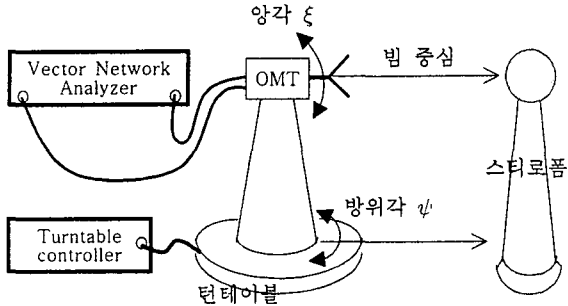 앙각 ξ
Vector Network
Analyzer
OMT
빔 중심
스티로폼
방위각 ψ
Turntable
controller
턴테이블